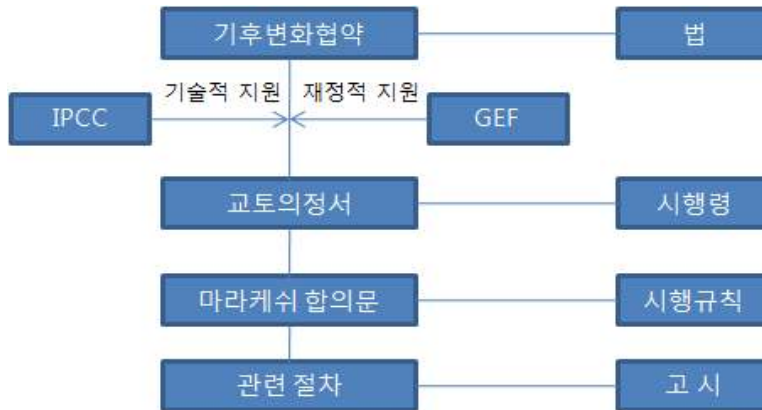 기후변화협약
법
기술적 지원
재정적 지원
IPCC
GEF
교토의정서
시행령
마라케쉬 합의문
시행규칙
관련 절차
고 시